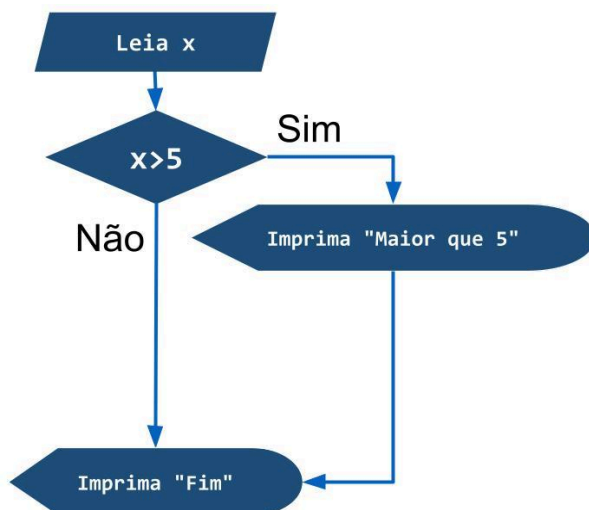 Leia x
x>5
Sim
Não
Imprima "Maior que 5"
Imprima "Fim"